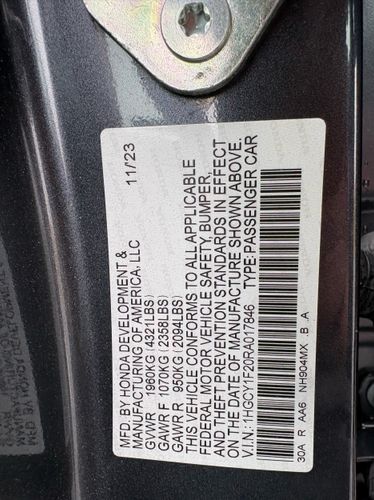 MFD. BY HONDA DEVELOPMENT &
MANUFACTURING OF AMERICA, LLC 11/23
GVWR 1960KG (4321LBS)
GAWR F 1070KG (2358LBS)
GAWR R 950KG (2094LBS)
THIS VEHICLE CONFORMS TO ALL APPLICABLE
FEDERAL MOTOR VEHICLE SAFETY, BUMPER,
AND THEFT PREVENTION STANDARDS IN EFFECT
ON THE DATE OF MANUFACTURE SHOWN ABOVE.
V.I.N: 1HGCY1F20RA017846 TYPE: PASSENGER CAR
30A R AA6 NH904MX B .A